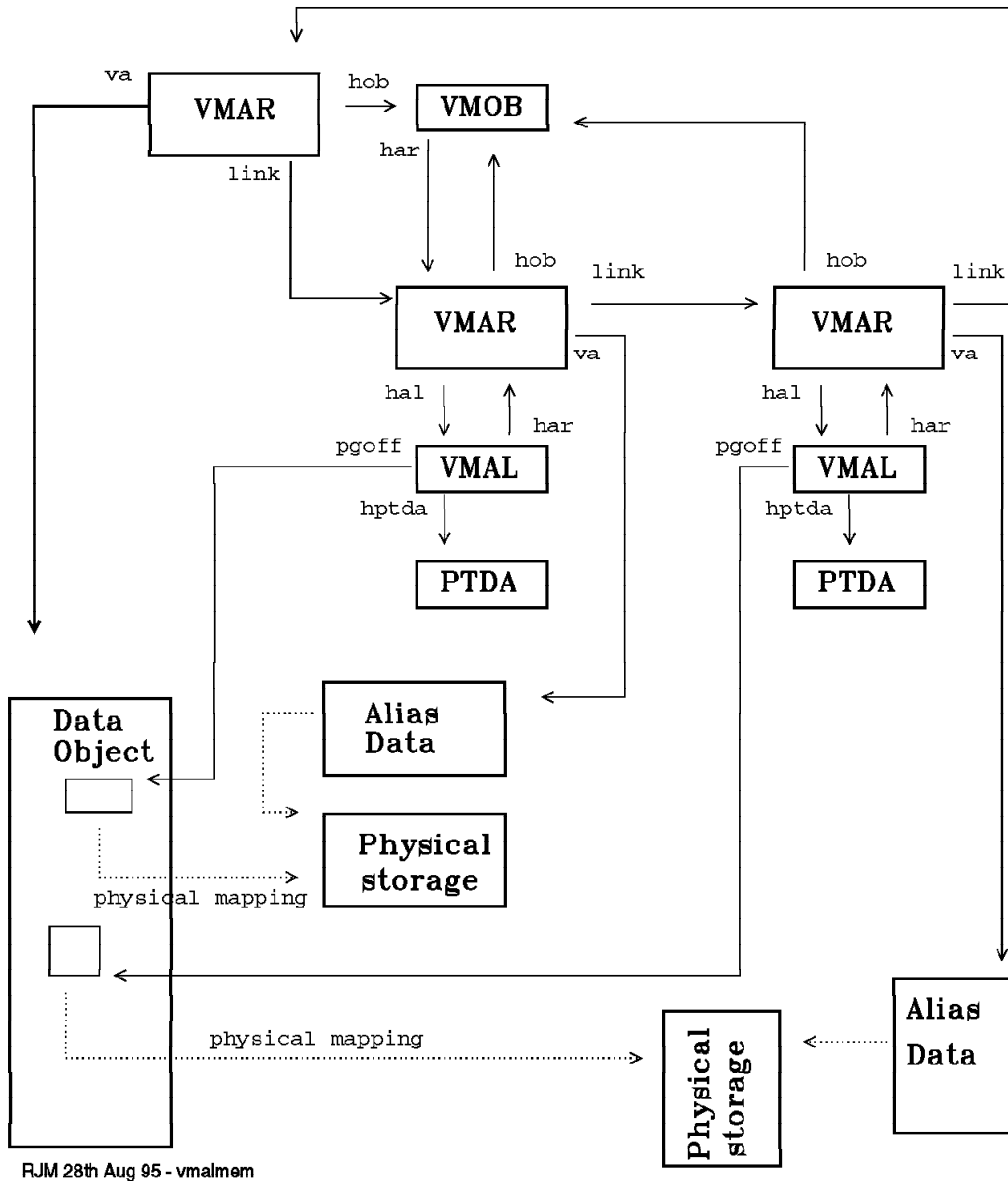 va
hob
VMAR
VMOB
har
link
hob
link
hob
link
VMAR
va
VMAR
va
hal
har
hal
har
pgoff
VMAL
pgoff
VMAL
hptda
hptda
PTDA
PTDA
Data
Object
Alias
Data
Physical
storage
physical mapping
physical mapping
Physical
storage
Alias
Data
RJM 28th Aug 95 - vmalmem